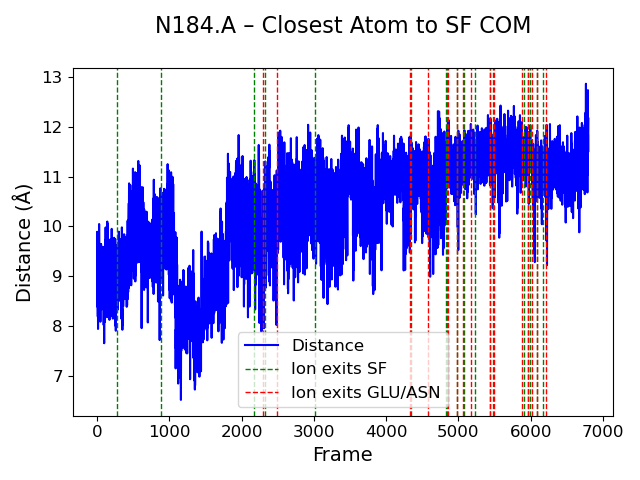 N184.A – Closest Atom to SF COM
13
12
11
10
9
8
7
Distance (Å)
Distance
Ion exits SF
Ion exits GLU/ASN
0 1000 2000 3000 4000 5000 6000 7000
Frame